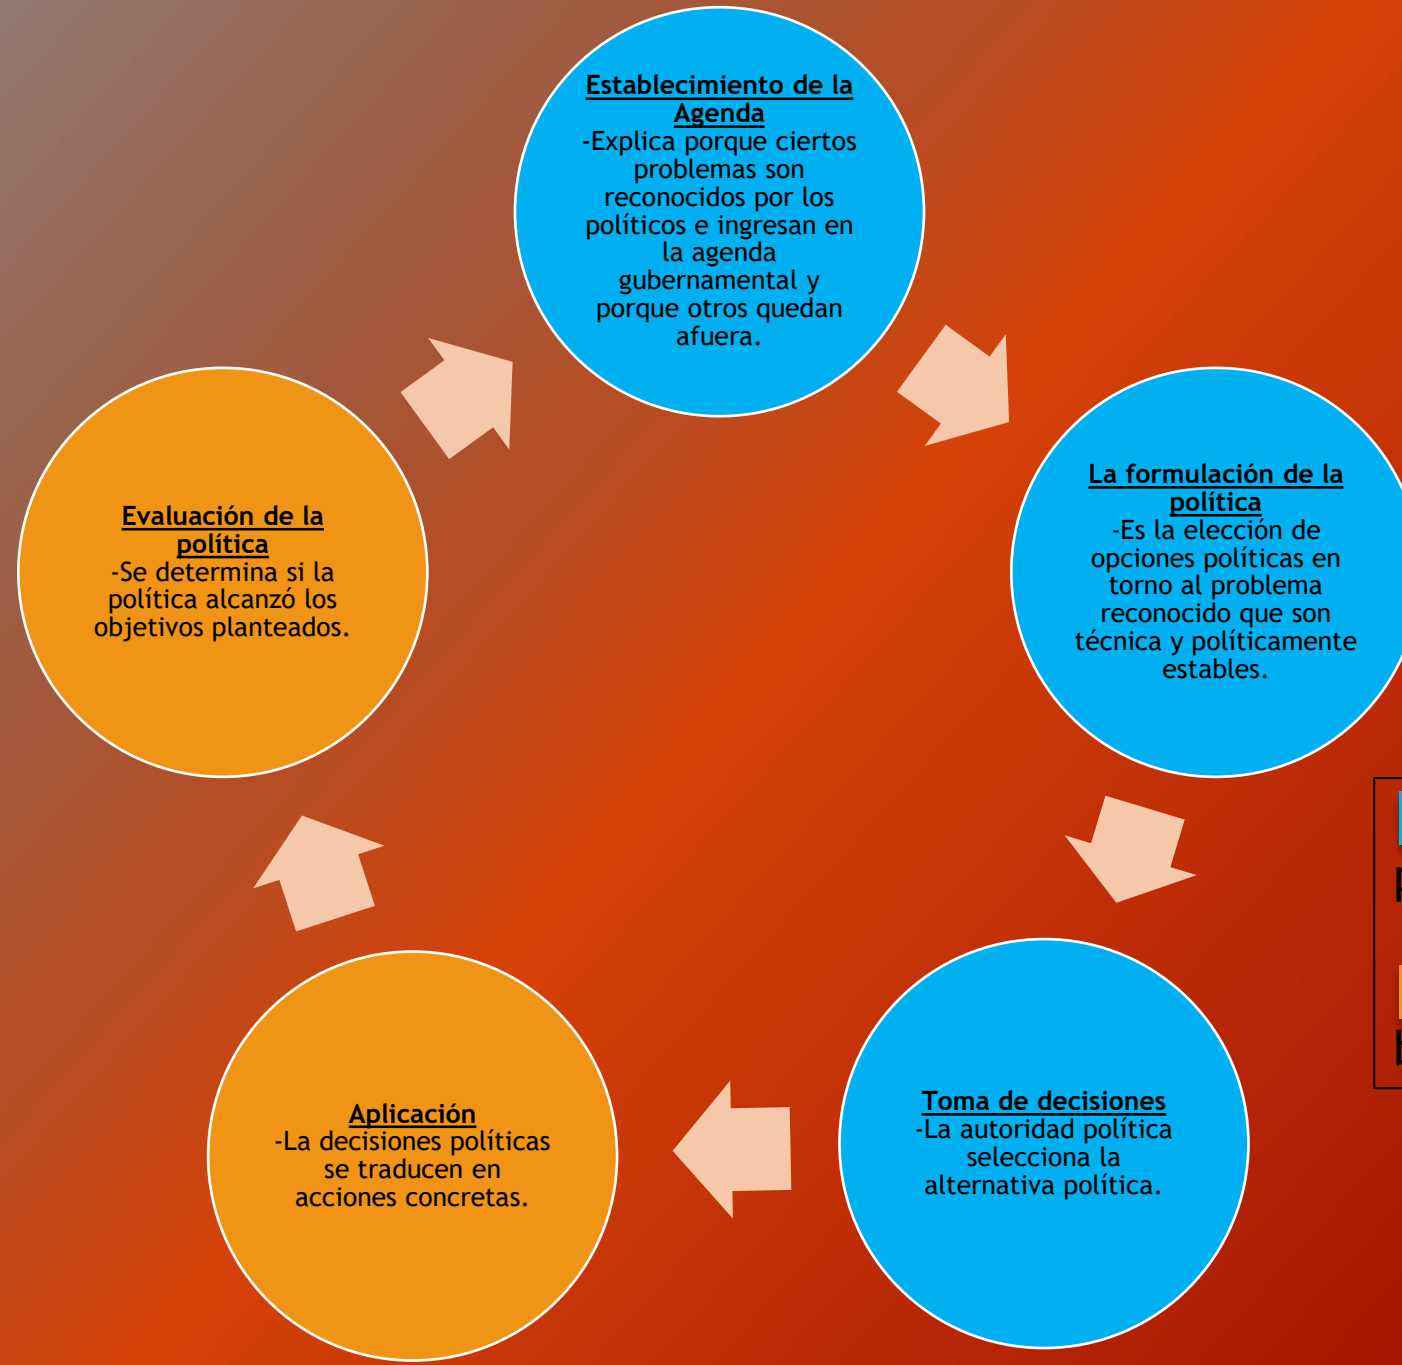 Establecimiento de la
Agenda
-Explica porque ciertos
problemas son
reconocidos por los
políticos e ingresan en
la agenda
gubernamental y
porque otros quedan
afuera.
La formulación de la
política
-Es la elección de
opciones políticas en
torno al problema
reconocido que son
técnica y políticamente
estables.
Toma de decisiones
-La autoridad política
selecciona la
alternativa política.
Aplicación
-La decisiones políticas
se traducen en
acciones concretas.
Evaluación de la
política
-Se determina si la
política alcanzó los
objetivos planteados.